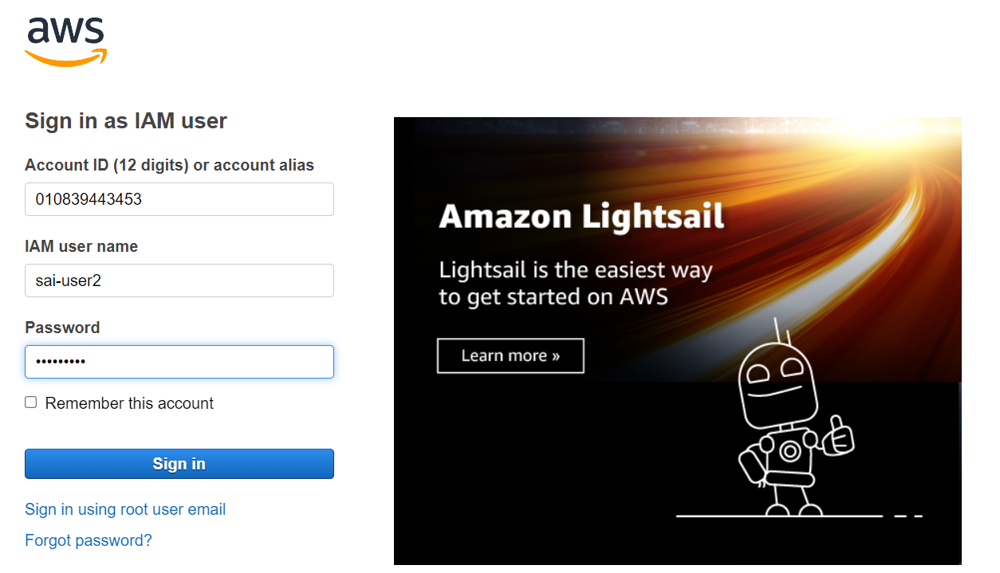 aws
Sign in as IAM user
Account ID (12 digits) or account alias
010839443453
IAM user name
sai-user2
Password
•••••••••
Remember this account
Sign in
Sign in using root user email
Forgot password?
Amazon Lightsail
Lightsail is the easiest way
to get started on AWS
Learn more »